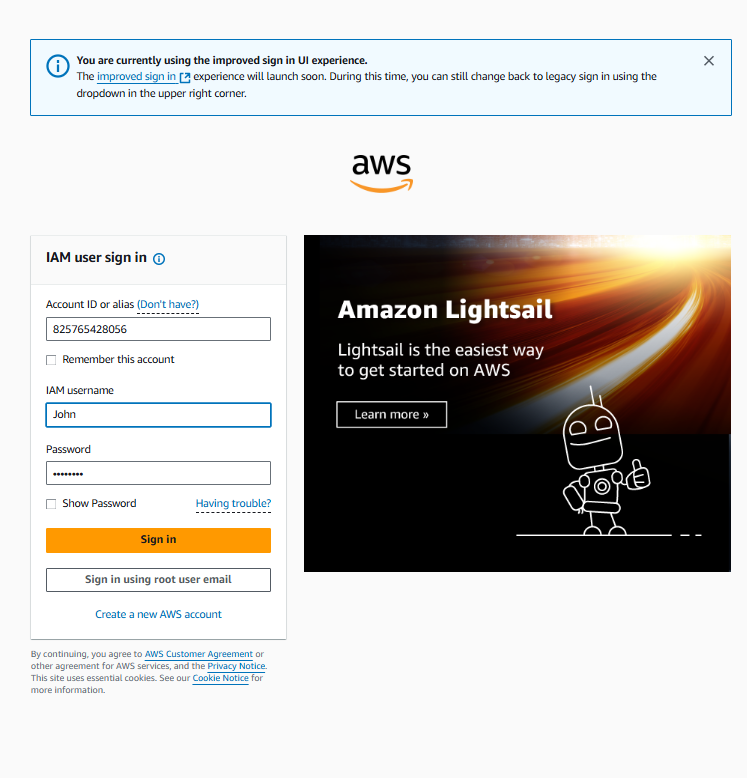 You are currently using the improved sign in UI experience.
The improved sign in experience will launch soon. During this time, you can still change back to legacy sign in using the
dropdown in the upper right corner.
aws
IAM user sign in
Account ID or alias (Don't have?)
825765428056
Remember this account
IAM username
John
Password
••••••••
Show Password
Having trouble?
Sign in
Sign in using root user email
Create a new AWS account
By continuing, you agree to AWS Customer Agreement or
other agreement for AWS services, and the Privacy Notice.
This site uses essential cookies. See our Cookie Notice for
more information.
Amazon Lightsail
Lightsail is the easiest way
to get started on AWS
Learn more »